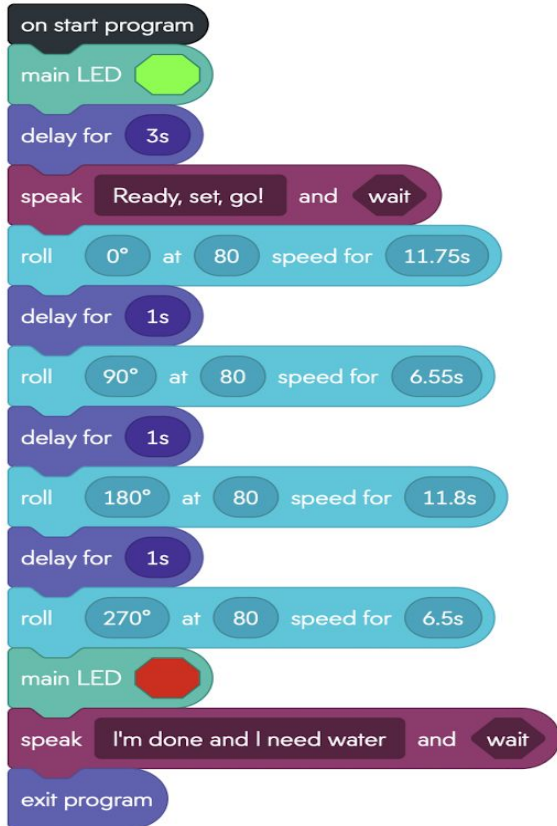 on start program
main LED
delay for 3s
speak Ready, set, go! and wait
roll 0° at 80 speed for 11.75s
delay for 1s
roll 90° at 80 speed for 6.55s
delay for 1s
roll 180° at 80 speed for 11.8s
delay for 1s
roll 270° at 80 speed for 6.5s
main LED
speak I'm done and I need water and wait
exit program